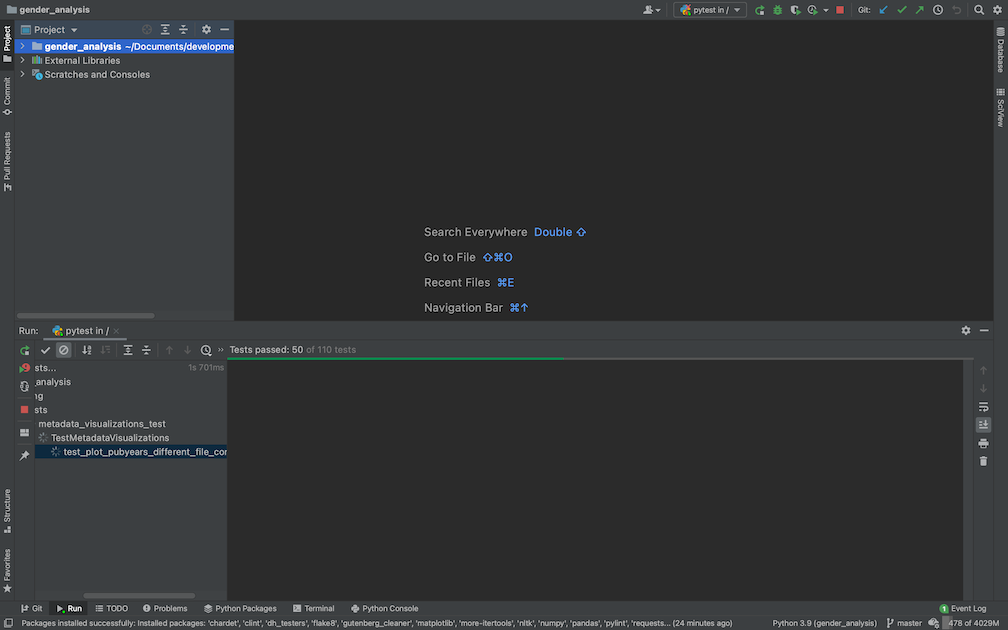 gender_analysis
pytest in /
Git:
Project
Project
gender_analysis ~/Documents/developme
External Libraries
Scratches and Consoles
Commit
Pull Requests
Database
SciView
Search Everywhere Double ⇧
Go to File ⇧⌘O
Recent Files ⌘E
Navigation Bar ⌘↑
Run: pytest in /
Tests passed: 50 of 110 tests
sts... 1s 701ms
_analysis
ng
sts
metadata_visualizations_test
TestMetadataVisualizations
test_plot_pubyears_different_file_cor
Structure
Favorites
Git Run TODO Problems Python Packages Terminal Python Console 1 Event Log
Packages installed successfully: Installed packages: 'chardet', 'clint', 'dh_testers', 'flake8', 'gutenberg_cleaner', 'matplotlib', 'more-itertools', 'nltk', 'numpy', 'pandas', 'pylint', 'requests... (24 minutes ago) Python 3.9 (gender_analysis) master 478 of 4029M